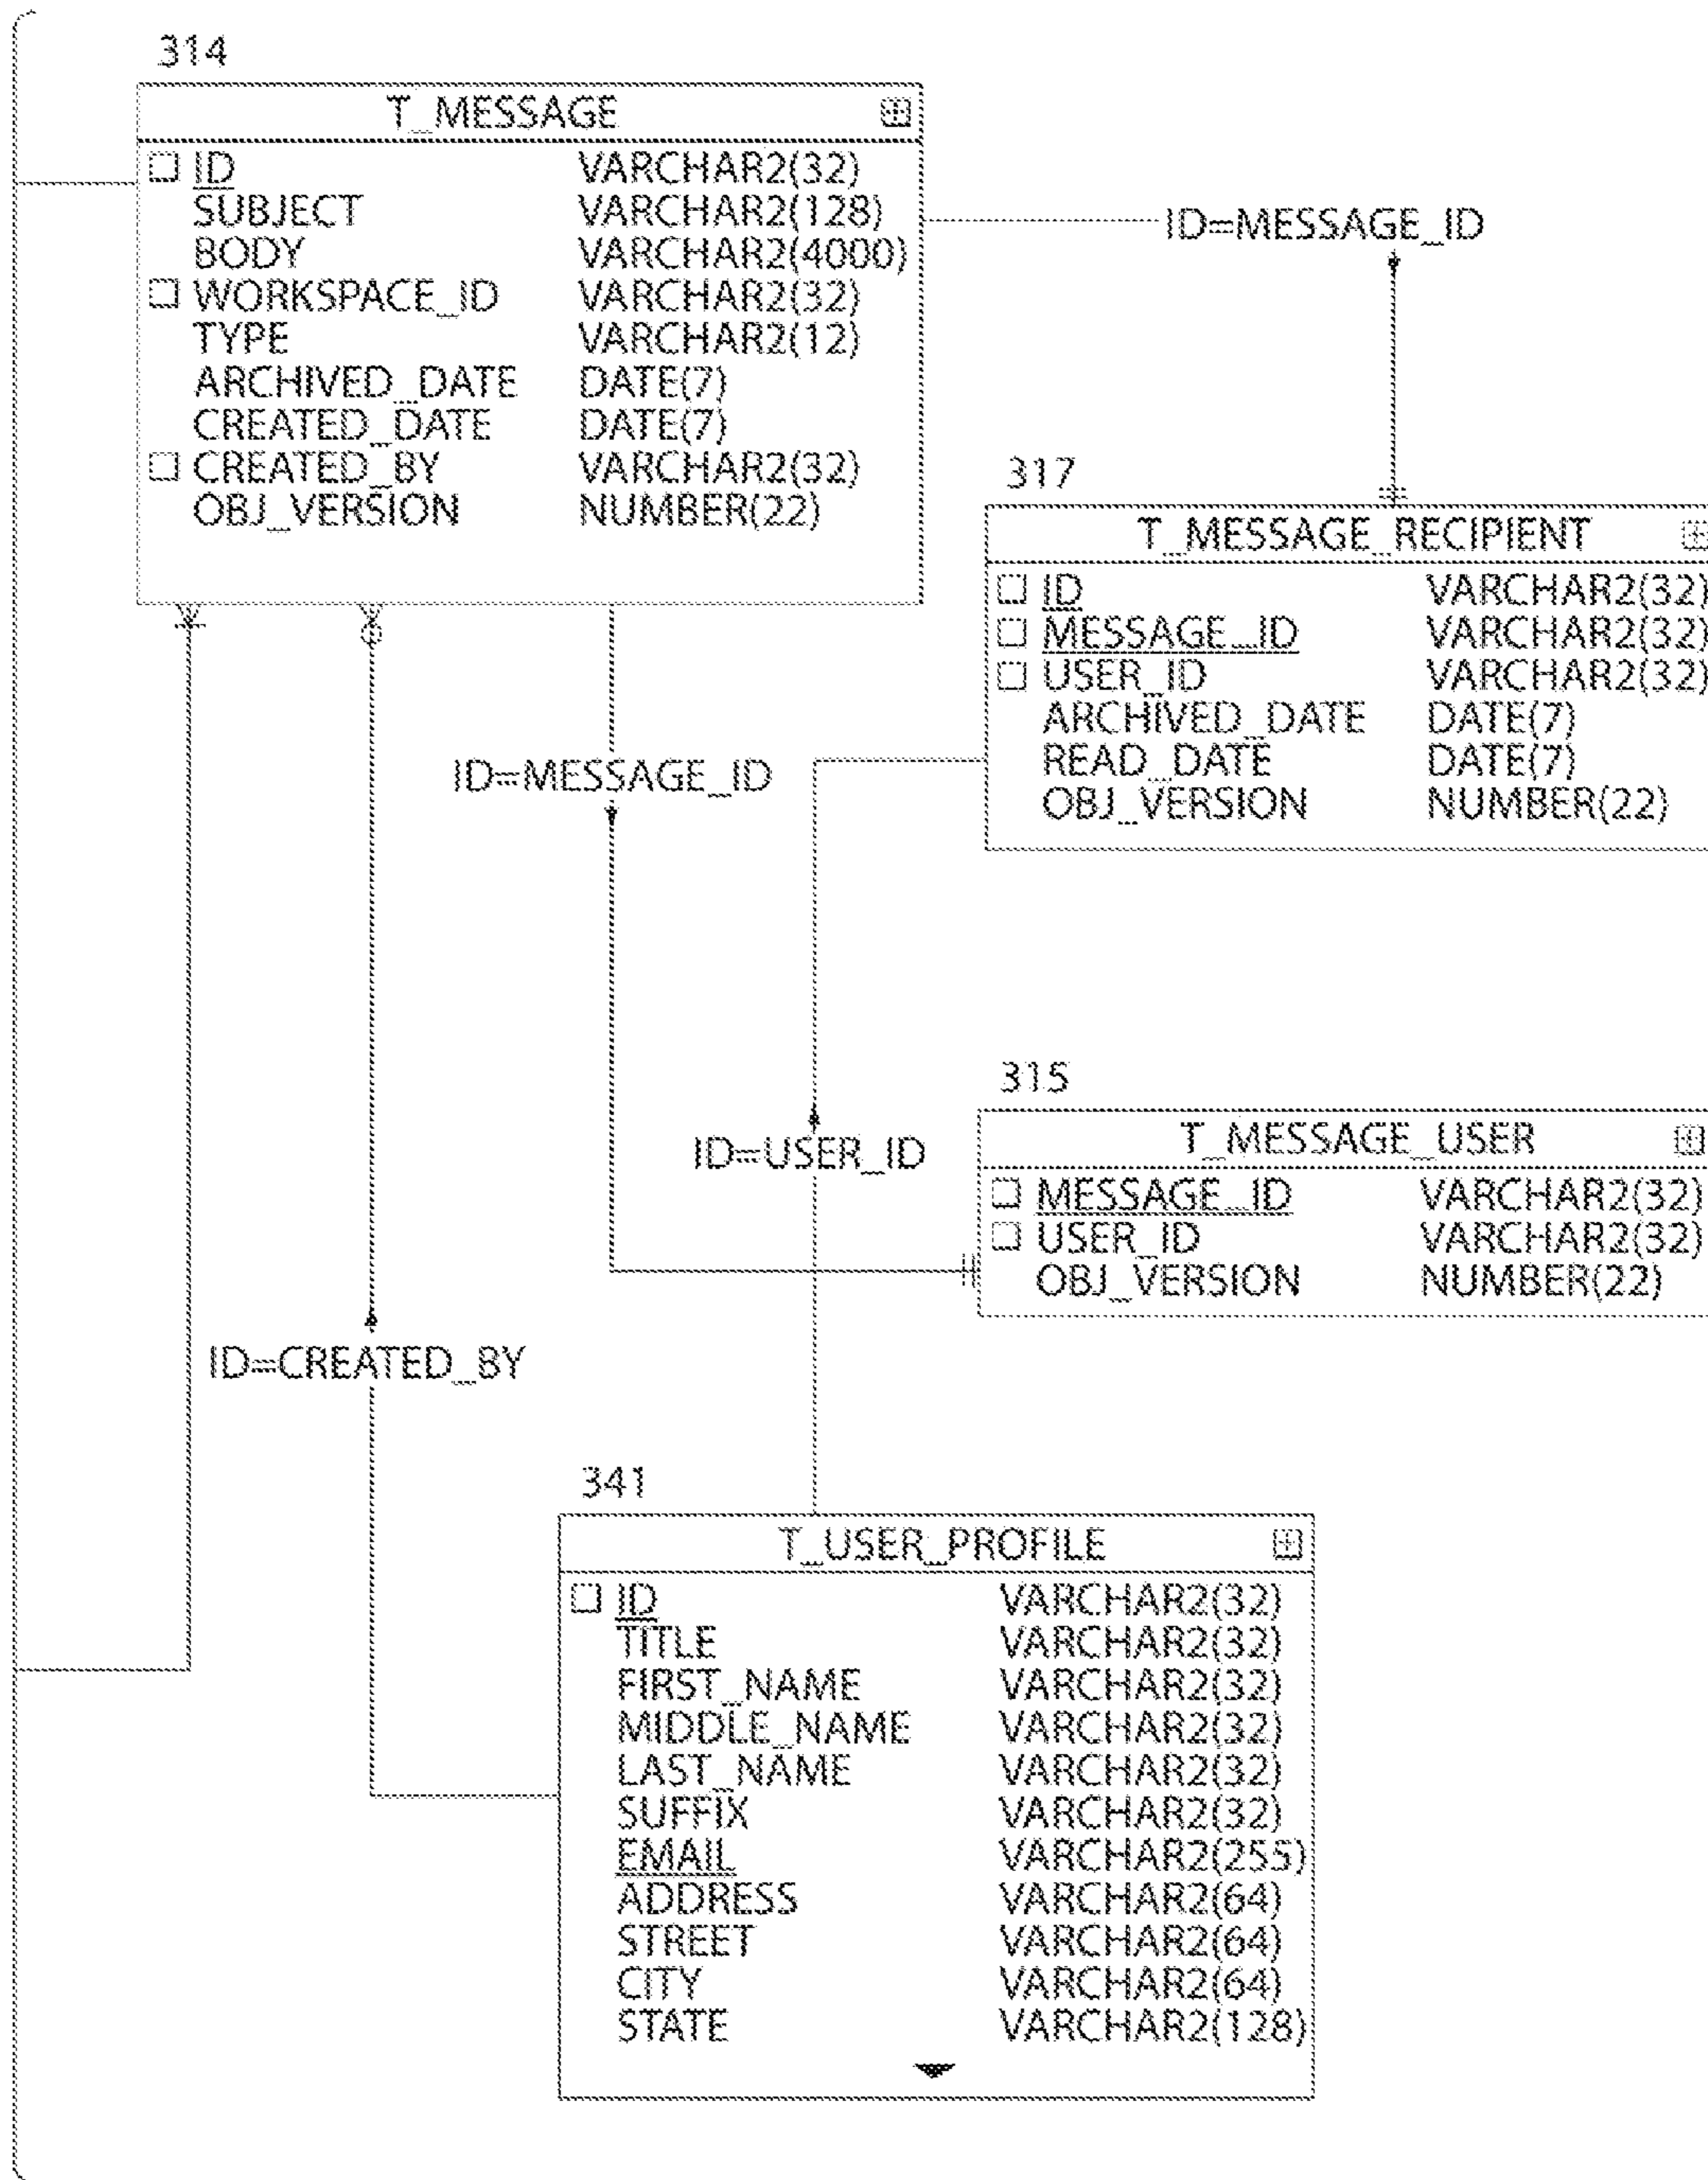 314
T_MESSAGE
ID VARCHAR2(32)
SUBJECT VARCHAR2(128)
BODY VARCHAR2(4000)
WORKSPACE_ID VARCHAR2(32)
TYPE VARCHAR2(12)
ARCHIVED_DATE DATE(7)
CREATED_DATE DATE(7)
CREATED_BY VARCHAR2(32)
OBJ_VERSION NUMBER(22)
ID=MESSAGE_ID
317
T_MESSAGE_RECIPIENT
ID VARCHAR2(32)
MESSAGE_ID VARCHAR2(32)
USER_ID VARCHAR2(32)
ARCHIVED_DATE DATE(7)
READ_DATE DATE(7)
OBJ_VERSION NUMBER(22)
ID=MESSAGE_ID
315
T_MESSAGE_USER
MESSAGE_ID VARCHAR2(32)
USER_ID VARCHAR2(32)
OBJ_VERSION NUMBER(22)
ID=USER_ID
ID=CREATED_BY
341
T_USER_PROFILE
ID VARCHAR2(32)
TITLE VARCHAR2(32)
FIRST_NAME VARCHAR2(32)
MIDDLE_NAME VARCHAR2(32)
LAST_NAME VARCHAR2(32)
SUFFIX VARCHAR2(32)
EMAIL VARCHAR2(255)
ADDRESS VARCHAR2(64)
STREET VARCHAR2(64)
CITY VARCHAR2(64)
STATE VARCHAR2(128)